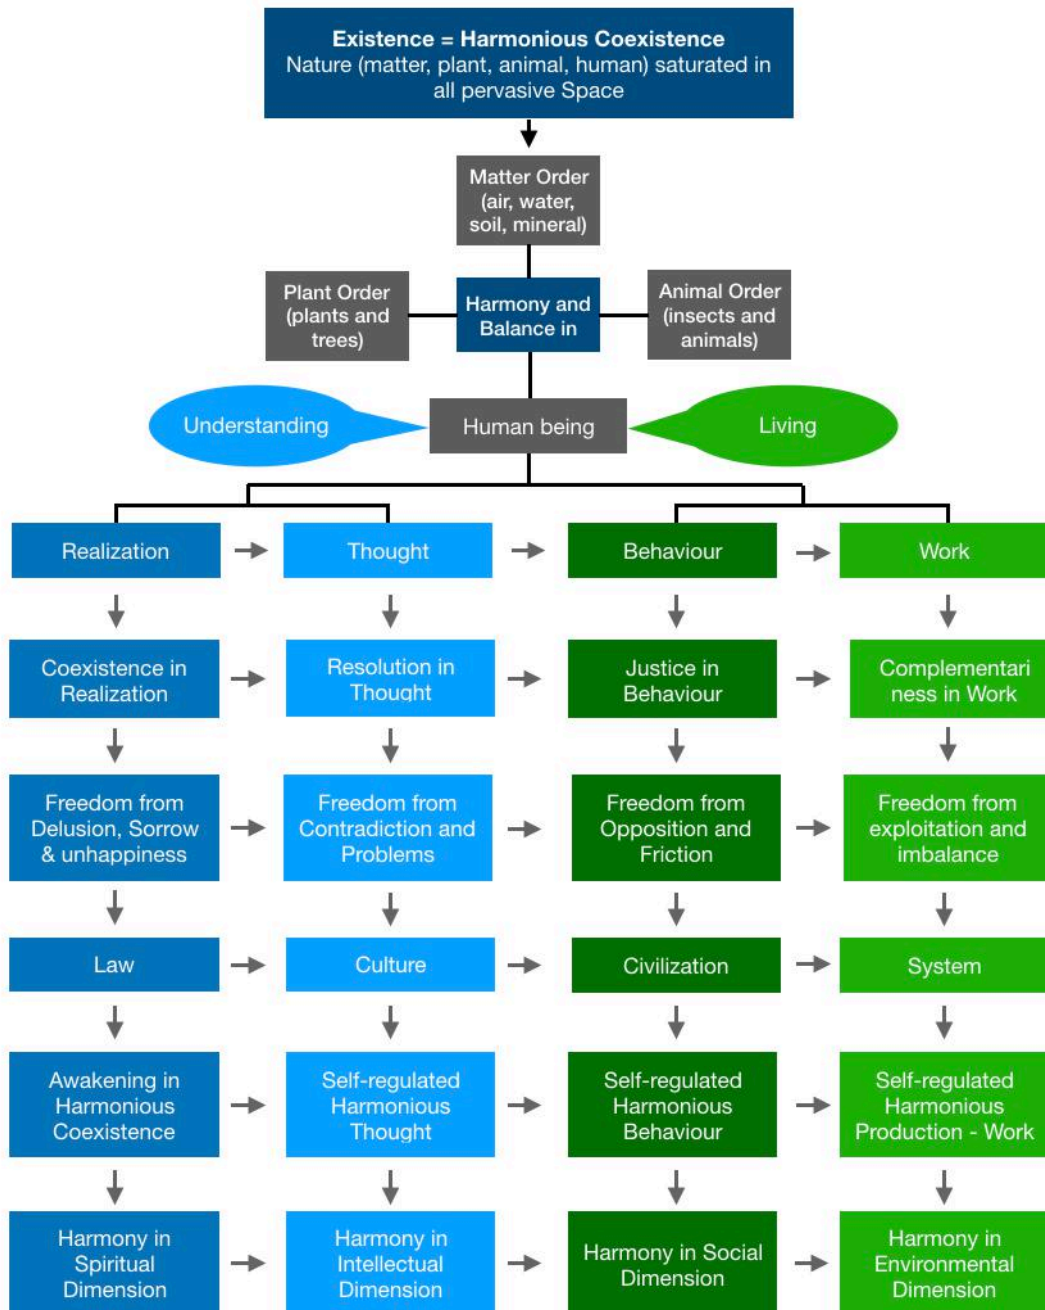 Existence = Harmonious Coexistence
Nature (matter, plant, animal, human) saturated in
all pervasive Space
Matter Order
(air, water,
soil, mineral)
Plant Order
(plants and
trees)
Harmony and
Balance in
Animal Order
(insects and
animals)
Understanding
Human being
Living
Realization
Thought
Behaviour
Work
Coexistence in
Realization
Resolution in
Thought
Justice in
Behaviour
Complementari
ness in Work
Freedom from
Delusion, Sorrow
& unhappiness
Freedom from
Contradiction and
Problems
Freedom from
Opposition and
Friction
Freedom from
exploitation and
imbalance
Law
Culture
Civilization
System
Awakening in
Harmonious
Coexistence
Self-regulated
Harmonious
Thought
Self-regulated
Harmonious
Behaviour
Self-regulated
Harmonious
Production - Work
Harmony in
Spiritual
Dimension
Harmony in
Intellectual
Dimension
Harmony in Social
Dimension
Harmony in
Environmental
Dimension